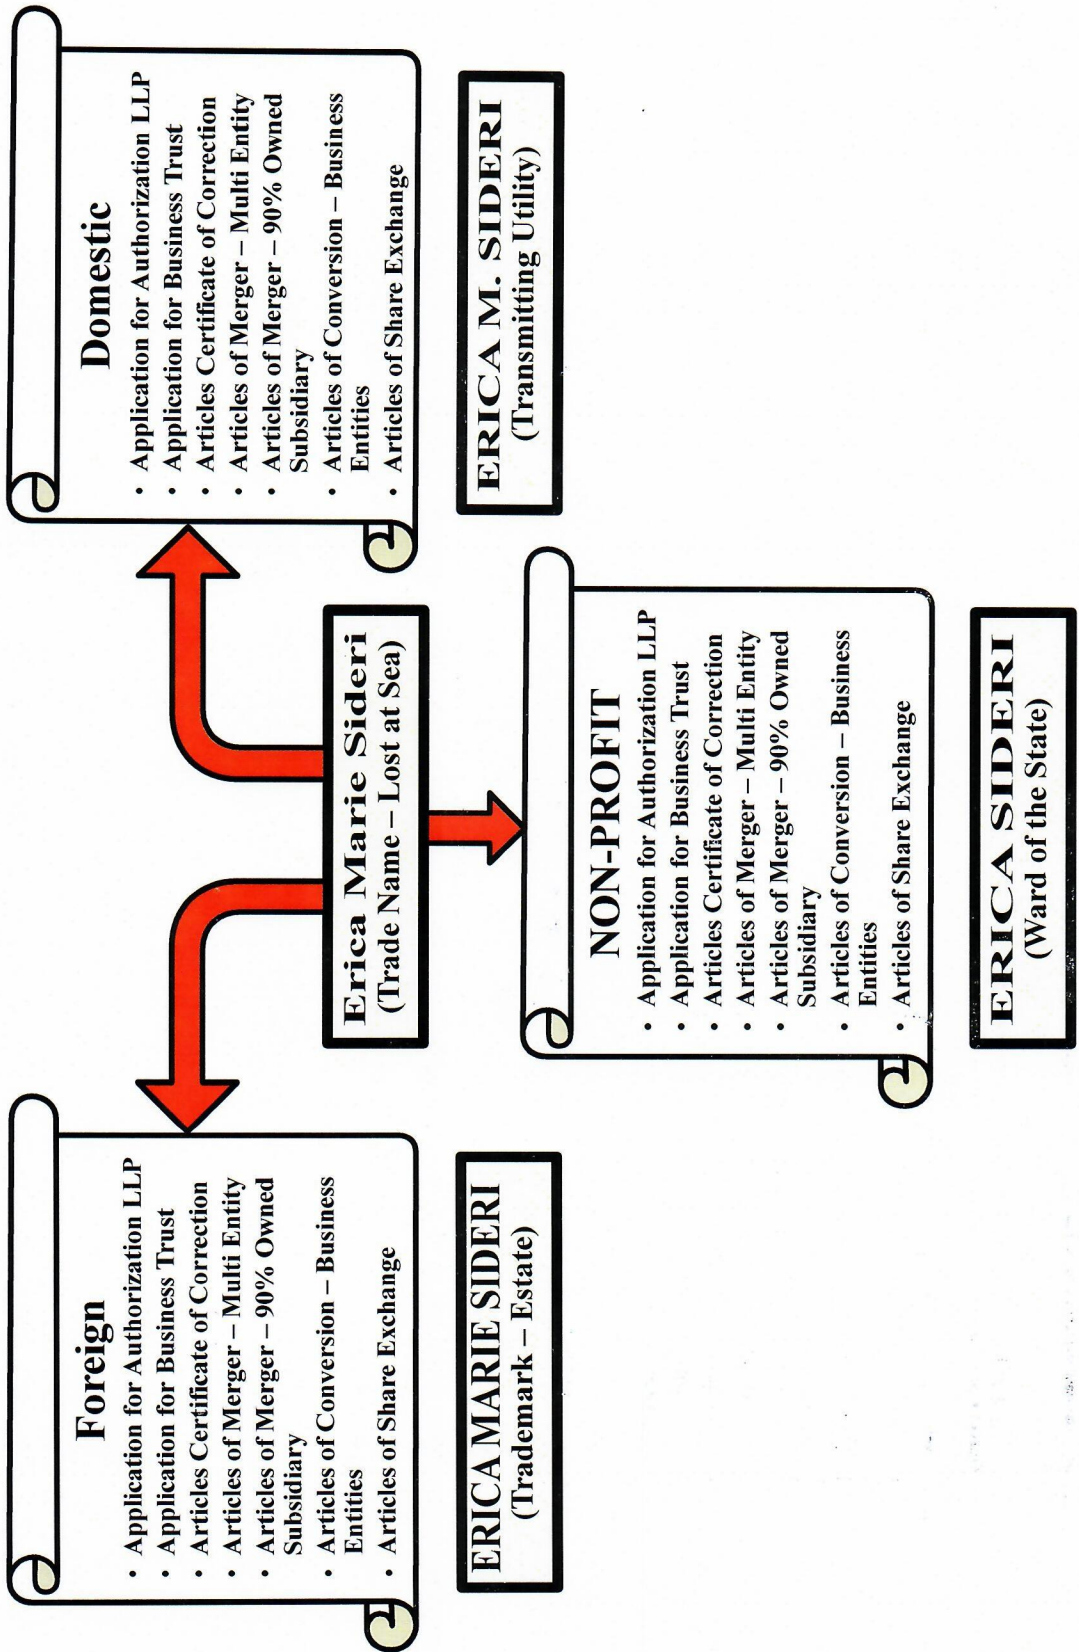 Foreign
• Application for Authorization LLP
• Application for Business Trust
• Articles Certificate of Correction
• Articles of Merger – Multi Entity
• Articles of Merger – 90% Owned
Subsidiary
• Articles of Conversion – Business
Entities
• Articles of Share Exchange
ERICA MARIE SIDERI
(Trademark – Estate)
Erica Marie Sideri
(Trade Name – Lost at Sea)
Domestic
• Application for Authorization LLP
• Application for Business Trust
• Articles Certificate of Correction
• Articles of Merger – Multi Entity
• Articles of Merger – 90% Owned
Subsidiary
• Articles of Conversion – Business
Entities
• Articles of Share Exchange
ERICA M. SIDERI
(Transmitting Utility)
NON-PROFIT
• Application for Authorization LLP
• Application for Business Trust
• Articles Certificate of Correction
• Articles of Merger – Multi Entity
• Articles of Merger – 90% Owned
Subsidiary
• Articles of Conversion – Business
Entities
• Articles of Share Exchange
ERICA SIDERI
(Ward of the State)